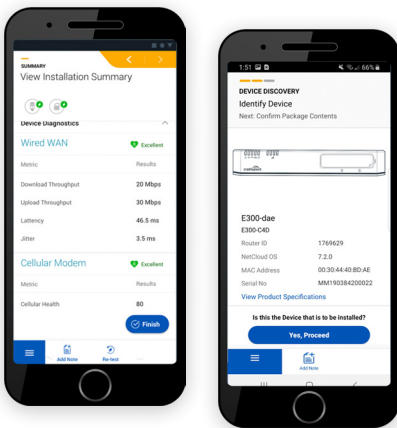 SUMMARY
View Installation Summary
Device Diagnostics
Wired WAN
Excellent
Metric Results
Download Throughput 20 Mbps
Upload Throughput 30 Mbps
Lattency 46.5 ms
Jitter 3.5 ms
Cellular Modem
Excellent
Metric Results
Cellular Health 80
Finish
Add Note Re-test
1:51 66%
DEVICE DISCOVERY
Identify Device
Next: Confirm Package Contents
cradlepoint
E300-dae
E300-C4D
Router ID 1769629
NetCloud OS 7.2.0
MAC Address 00:30:44:40:BD:AE
Serial No MM190384200022
View Product Specifications
Is this the Device that is to be installed?
Yes, Proceed
Add Note